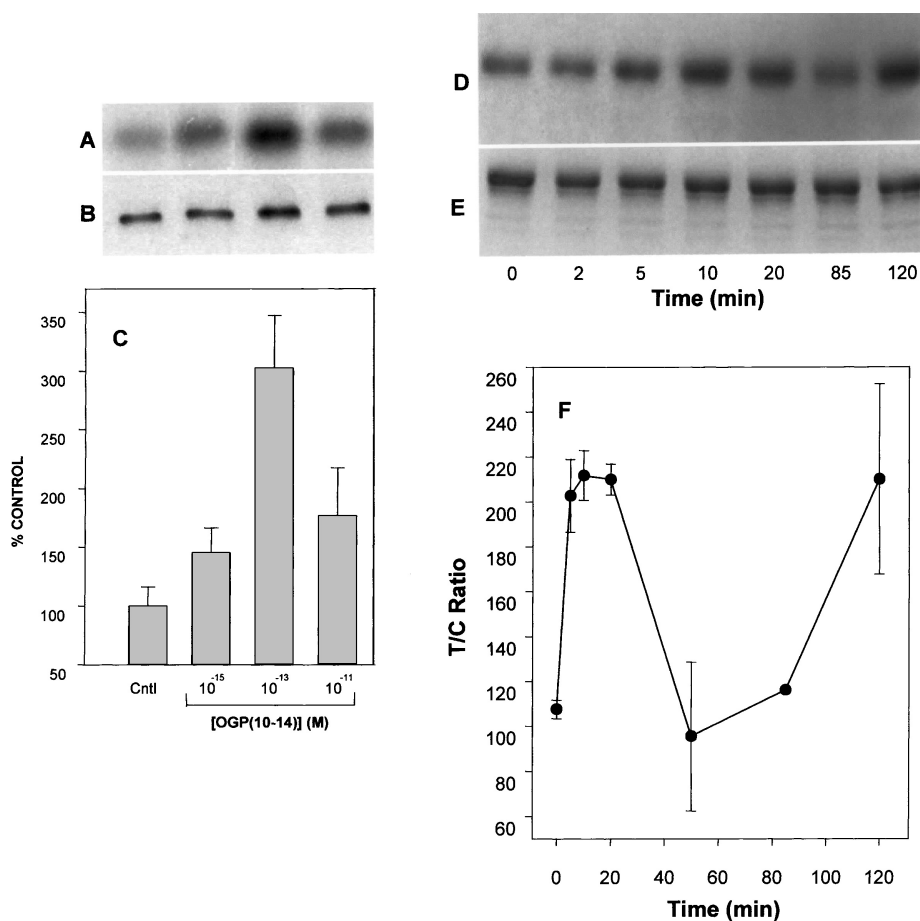 A
B
C
350
300
250
200
150
100
50
% CONTROL
Cntl 10-15 10-13 10-11
[OGP(10-14)] (M)
D
E
0 2 5 10 20 85 120
Time (min)
F
260
240
220
200
180
160
140
120
100
80
60
T/C Ratio
0 20 40 60 80 100 120
Time (min)